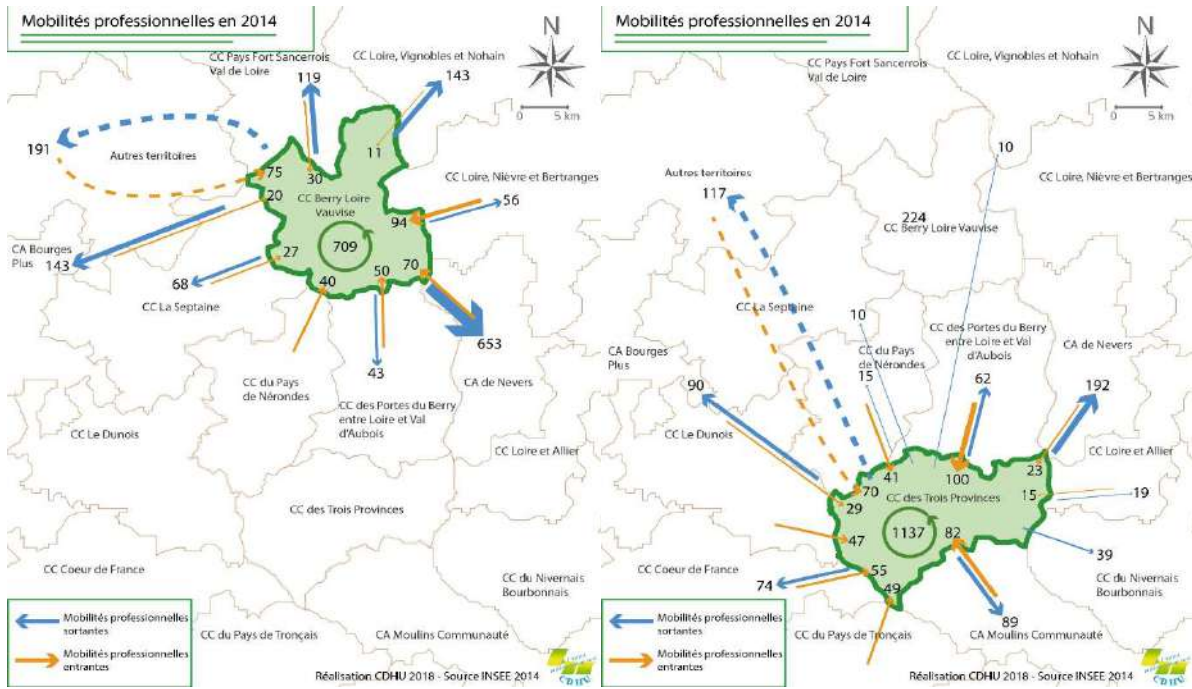 Mobilités professionnelles en 2014
CC Pays Fort Sancerrois
Val de Loire
119
CC Loire, Vignobles et Nohain
143
N
0 5 km
191
Autres territoires
11
75
30
20
CC Loire, Nièvre et Bertranges
CC Berry Loire
Vauvise
56
94
CA Bourges
Plus
143
709
27
70
50
68
40
CC La Septaine
653
43
CA de Nevers
CC du Pays
de Nérondes
CC des Portes du Berry
entre Loire et Val
d'Aubois
CC Le Dunois
CC Loire et Allier
CC des Trois Provinces
CC Coeur de France
CC du Nivernais
Bourbonnais
Mobilités professionnelles
sortantes
Mobilités professionnelles
entrantes
CC du Pays de Tronçais
CA Moulins Communauté
Réalisation CDHU 2018 - Source INSEE 2014
CDHU
Mobilités professionnelles en 2014
CC Pays Fort Sancerrois
Val de Loire
CC Loire, Vignobles et Nohain
N
0 5 km
10
Autres territoires
117
CC Loire, Nièvre et Bertranges
224
CC Berry Loire Vauvise
CC La Septaine
10
CC des Portes du Berry
entre Loire et Val
d'Aubois
CA Bourges
Plus
CC du Pays
de Nérondes
15
CA de Nevers
90
62
192
CC Le Dunois
CC Loire et Allier
41
100
23
70
CC des Trois Provinces
15
19
29
1137
82
47
39
55
74
49
CC Coeur de France
CC du Nivernais
Bourbonnais
89
Mobilités professionnelles
sortantes
Mobilités professionnelles
entrantes
CC du Pays de Tronçais
CA Moulins Communauté
Réalisation CDHU 2018 - Source INSEE 2014
CDHU